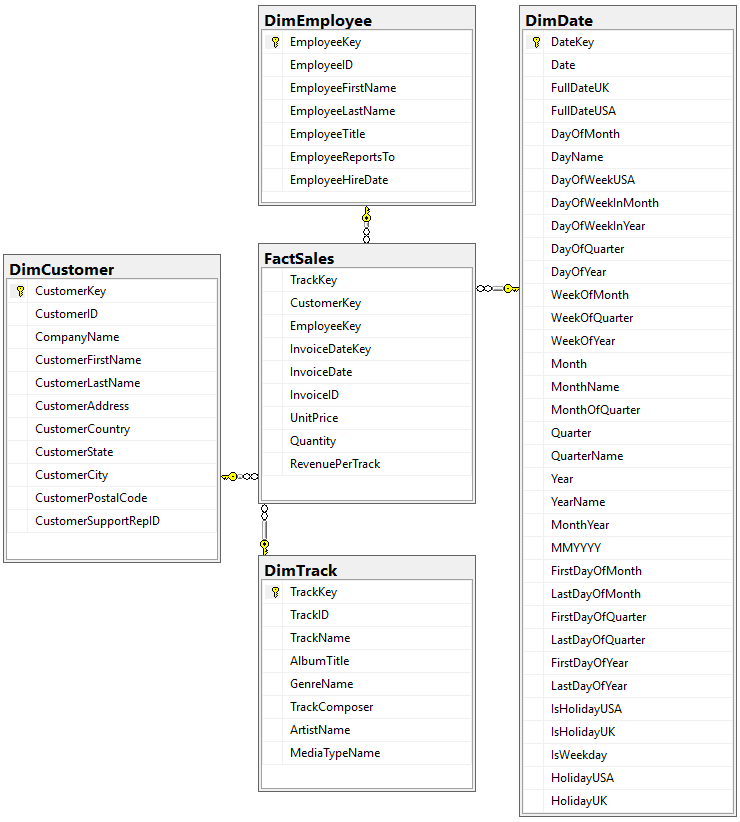 DimEmployee
EmployeeKey
EmployeeID
EmployeeFirstName
EmployeeLastName
EmployeeTitle
EmployeeReportsTo
EmployeeHireDate
DimDate
DateKey
Date
FullDateUK
FullDateUSA
DayOfMonth
DayName
DayOfWeekUSA
DayOfWeekInMonth
DayOfWeekInYear
DayOfQuarter
DayOfYear
WeekOfMonth
WeekOfQuarter
WeekOfYear
Month
MonthName
MonthOfQuarter
Quarter
QuarterName
Year
YearName
MonthYear
MMYYYY
FirstDayOfMonth
LastDayOfMonth
FirstDayOfQuarter
LastDayOfQuarter
FirstDayOfYear
LastDayOfYear
IsHolidayUSA
IsHolidayUK
IsWeekday
HolidayUSA
HolidayUK
DimCustomer
CustomerKey
CustomerID
CompanyName
CustomerFirstName
CustomerLastName
CustomerAddress
CustomerCountry
CustomerState
CustomerCity
CustomerPostalCode
CustomerSupportRepID
FactSales
TrackKey
CustomerKey
EmployeeKey
InvoiceDateKey
InvoiceDate
InvoiceID
UnitPrice
Quantity
RevenuePerTrack
DimTrack
TrackKey
TrackID
TrackName
AlbumTitle
GenreName
TrackComposer
ArtistName
MediaTypeName